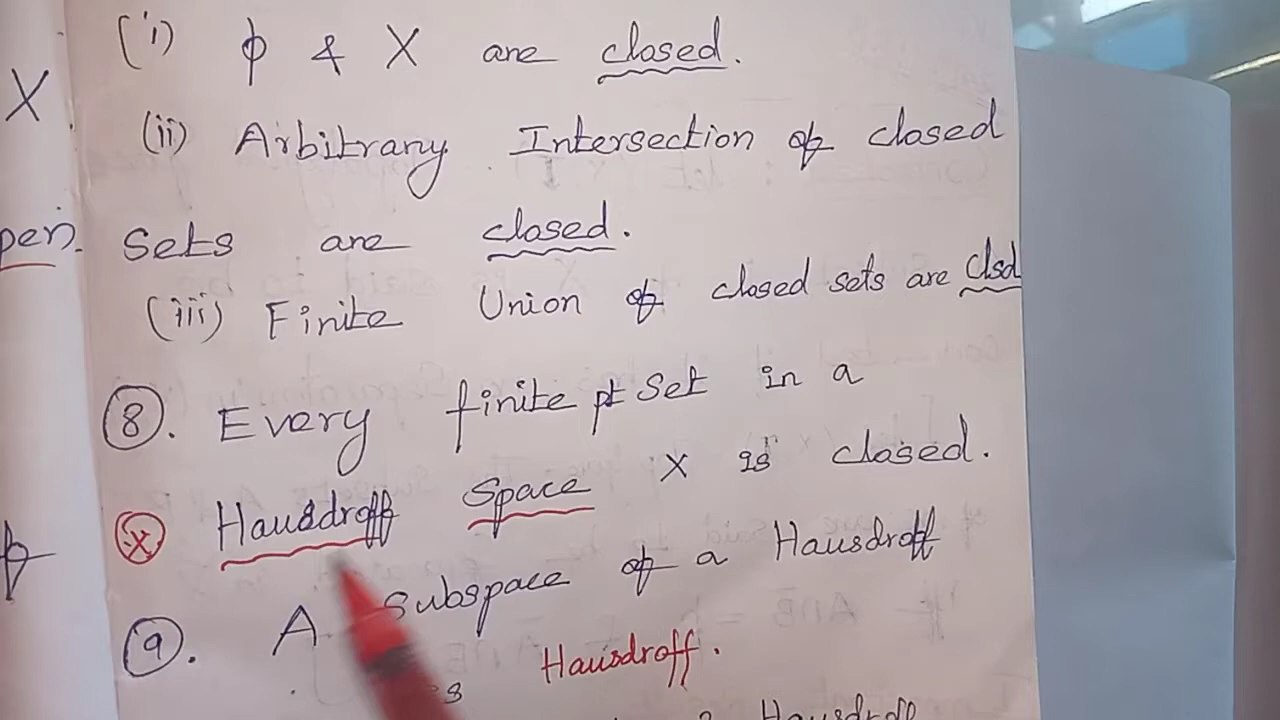 (i) ϕ & X are closed.
X
(ii) Arbitrary Intersection of closed
pen. Sets are closed.
(iii) Finite Union of closed sets are clsd
(8). Every finite pt set in a
Hausdorff Space X is closed.
(9). A subspace of a Hausdroff
Hausdroff.
Hausdroff